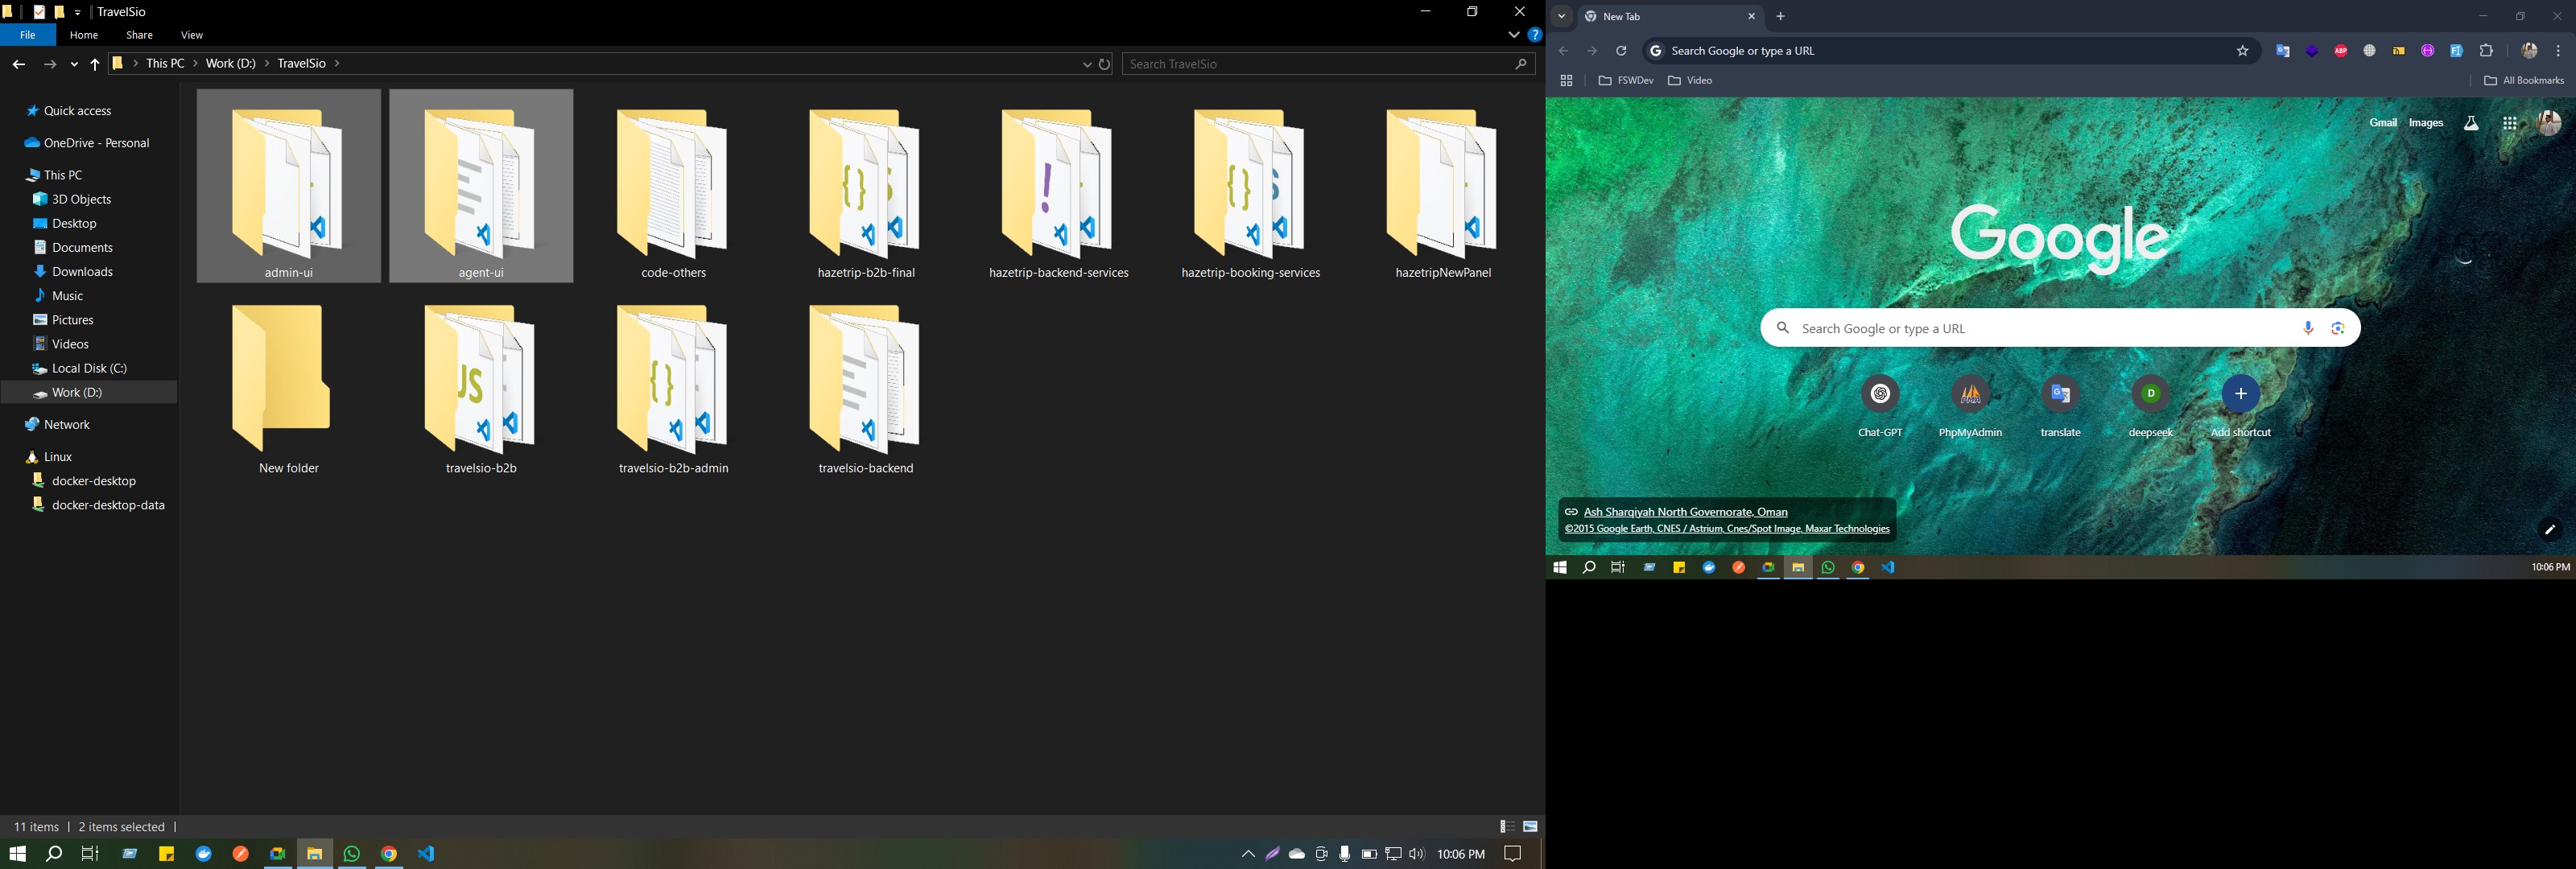 TravelSio
File Home Share View
This PC Work (D:) TravelSio
Search TravelSio
Quick access
OneDrive - Personal
This PC
3D Objects
Desktop
Documents
Downloads
Music
Pictures
Videos
Local Disk (C:)
Work (D:)
Network
Linux
docker-desktop
docker-desktop-data
admin-ui agent-ui code-others hazetrip-b2b-final hazetrip-backend-services hazetrip-booking-services hazetripNewPanel
JS
New folder travelsio-b2b travelsio-b2b-admin travelsio-backend
11 items | 2 items selected |
10:06 PM
New Tab
Search Google or type a URL
ABP
FSWDev Video All Bookmarks
Gmail Images
Google
Search Google or type a URL
D
Chat-GPT PhpMyAdmin translate deepseek Add shortcut
Ash Sharqiyah North Governorate, Oman
©2015 Google Earth, CNES / Astrium, Cnes/Spot Image, Maxar Technologies
10:06 PM